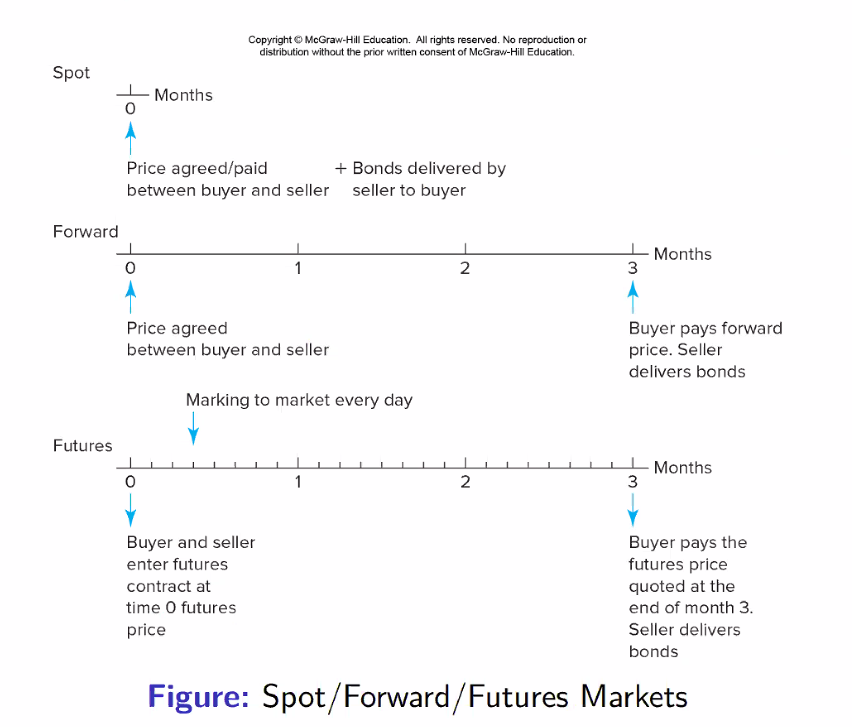 Copyright © McGraw-Hill Education. All rights reserved. No reproduction or
distribution without the prior written consent of McGraw-Hill Education.
Spot
Months
0
Price agreed/paid + Bonds delivered by
between buyer and seller seller to buyer
Forward
Months
0 1 2 3
Price agreed
between buyer and seller
Buyer pays forward
price. Seller
delivers bonds
Marking to market every day
Futures
Months
0 1 2 3
Buyer and seller
enter futures
contract at
time 0 futures
price
Buyer pays the
futures price
quoted at the
end of month 3.
Seller delivers
bonds
Figure: Spot/Forward/Futures Markets